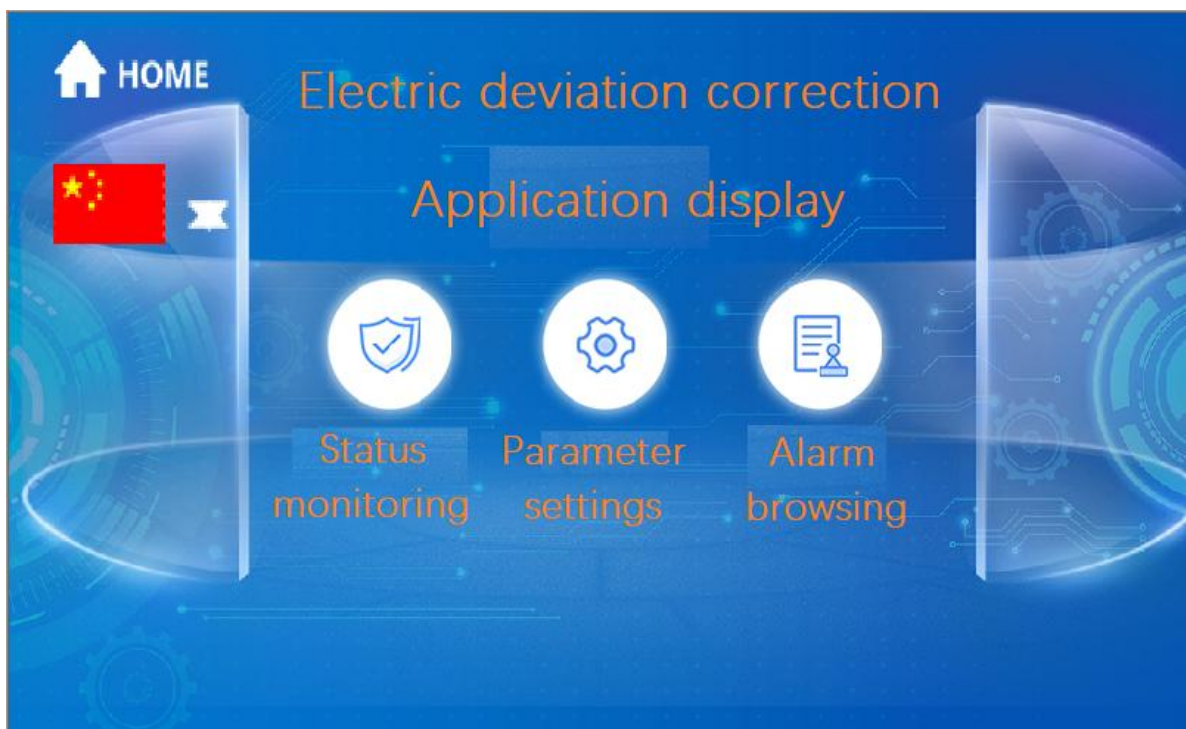 HOME
Electric deviation correction
Application display
Status
monitoring
Parameter
settings
Alarm
browsing